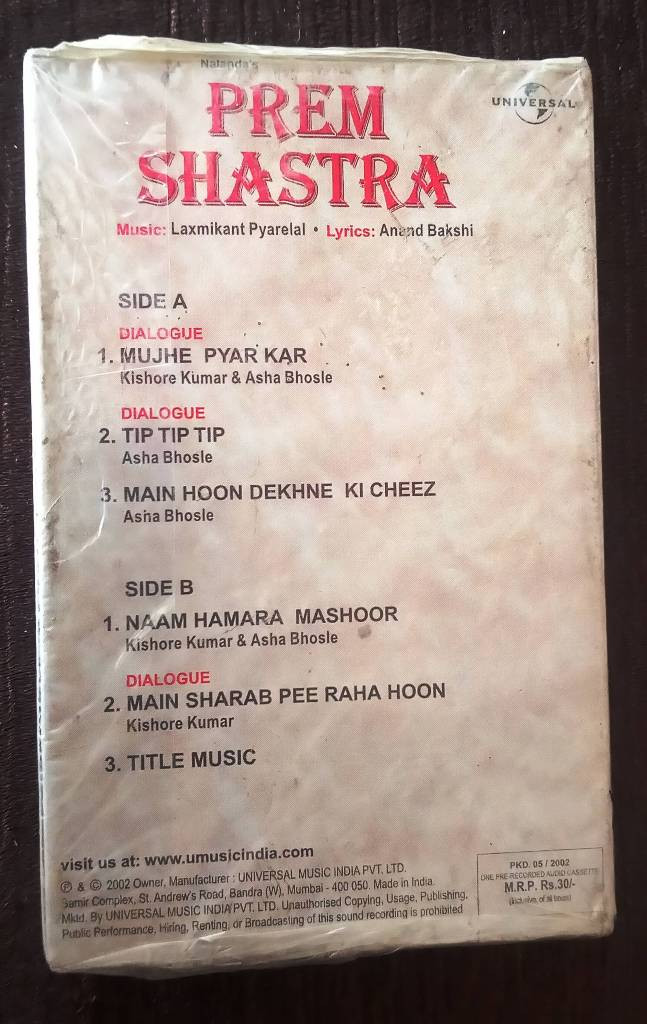 Nalanda's
PREM
SHASTRA
UNIVERSAL
Music: Laxmikant Pyarelal • Lyrics: Anand Bakshi
SIDE A
DIALOGUE
1. MUJHE PYAR KAR
Kishore Kumar & Asha Bhosle
DIALOGUE
2. TIP TIP TIP
Asha Bhosle
3. MAIN HOON DEKHNE KI CHEEZ
Asha Bhosle
SIDE B
1. NAAM HAMARA MASHOOR
Kishore Kumar & Asha Bhosle
DIALOGUE
2. MAIN SHARAB PEE RAHA HOON
Kishore Kumar
3. TITLE MUSIC
visit us at: www.umusicindia.com
℗ & © 2002 Owner, Manufacturer : UNIVERSAL MUSIC INDIA PVT. LTD.
Samir Complex, St. Andrew's Road, Bandra (W), Mumbai - 400 050. Made in India.
Mktd. By UNIVERSAL MUSIC INDIA PVT. LTD. Unauthorised Copying, Usage, Publishing,
Public Performance, Hiring, Renting, or Broadcasting of this sound recording is prohibited
PKD. 05 / 2002
ONE PRE-RECORDED AUDIO CASSETTE
M.R.P. Rs.30/-
(Inclusive of all taxes)